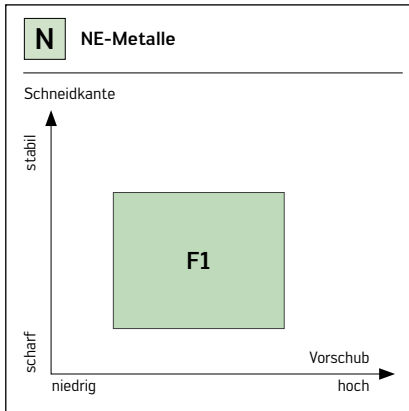 N NE-Metalle
Schneidkante
stabil
F1
scharf
Vorschub
niedrig hoch